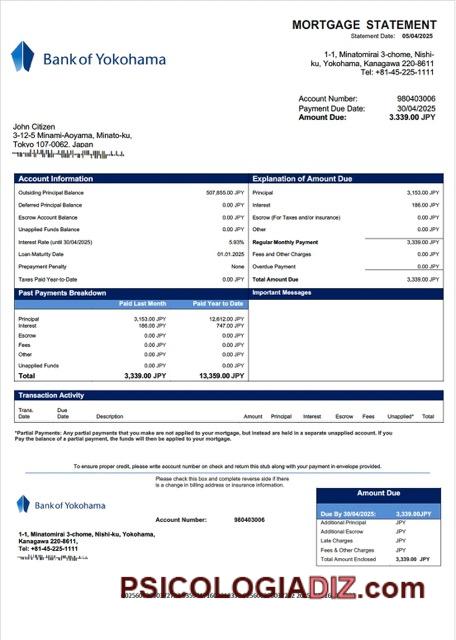 MORTGAGE STATEMENT
Statement Date: 05/04/2025
Bank of Yokohama
1-1, Minatomirai 3-chome, Nishi-
ku, Yokohama, Kanagawa 220-8611
Tel: +81-45-225-1111
Account Number: 980403006
Payment Due Date: 30/04/2025
Amount Due: 3.339.00 JPY
John Citizen
3-12-5 Minami-Aoyama, Minato-ku,
Tokyo 107-0062. Japan
Account Information
Outsiding Principal Balance 507,855.00 JPY
Deferred Principal Balance 0.00 JPY
Escrow Account Balance 0.00 JPY
Unapplied Funds Balance 0.00 JPY
Interest Rate (until 30/04/2025) 5.93%
Loan-Maturity Date 01.01.2025
Prepayment Penalty None
Taxes Paid Year-to-Date 0.00 JPY
Explanation of Amount Due
Principal 3,153.00 JPY
Interest 186.00 JPY
Escrow (For Taxes and/or insurance) 0.00 JPY
Other 0.00 JPY
Regular Monthly Payment 3,339.00 JPY
Fees and Other Charges 0.00 JPY
Overdue Payment 0.00 JPY
Total Amount Due 3,339.00 JPY
Past Payments Breakdown
Paid Last Month Paid Year to Date
Principal 3,153.00 JPY 12,612.00 JPY
Interest 186.00 JPY 747.00 JPY
Escrow 0.00 JPY 0.00 JPY
Fees 0.00 JPY 0.00 JPY
Other 0.00 JPY 0.00 JPY
Unapplied Funds 0.00 JPY 0.00 JPY
Total 3,339.00 JPY 13,359.00 JPY
Important Messages
Transaction Activity
Trans. Date Due Date Description Amount Principal Interest Escrow Fees Unapplied* Total
*Partial Payments: Any partial payments that you make are not applied to your mortgage, but instead are held in a separate unapplied account. If you
Pay the balance of a partial payment, the funds will then be applied to your mortgage.
To ensure proper credit, please write account number on check and return this stub along with your payment in envelope provided.
Please check this box and complete reverse side if there
is a change in billing address or insurance information.
Bank of Yokohama
Account Number: 980403006
1-1, Minatomirai 3-chome, Nishi-ku, Yokohama,
Kanagawa 220-8611,
Tel: +81-45-225-1111
Amount Due
Due By 30/04/2025: 3,339.00JPY
Additional Principal JPY
Additional Escrow JPY
Late Charges JPY
Fees & Other Charges JPY
Total Amount Enclosed 3,339.00 JPY
PSICOLOGIADIZ.com